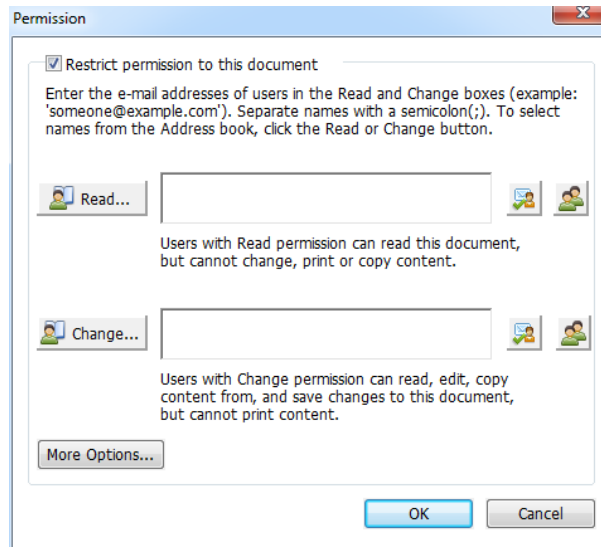 Permission
Restrict permission to this document
Enter the e-mail addresses of users in the Read and Change boxes (example:
'someone@example.com'). Separate names with a semicolon(;). To select
names from the Address book, click the Read or Change button.
Read...
Users with Read permission can read this document,
but cannot change, print or copy content.
Change...
Users with Change permission can read, edit, copy
content from, and save changes to this document,
but cannot print content.
More Options...
OK
Cancel